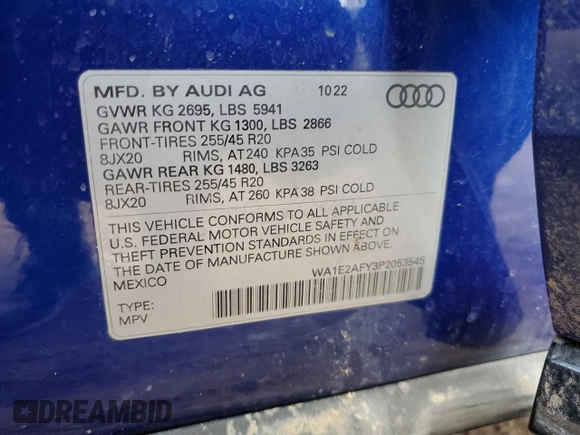 MFD. BY AUDI AG 10 22
GVWR KG 2695, LBS 5941
GAWR FRONT KG 1300, LBS 2866
FRONT-TIRES 255/45 R20
8JX20 RIMS, AT 240 KPA 35 PSI COLD
GAWR REAR KG 1480, LBS 3263
REAR-TIRES 255/45 R20
8JX20 RIMS, AT 260 KPA 38 PSI COLD
THIS VEHICLE CONFORMS TO ALL APPLICABLE
U.S. FEDERAL MOTOR VEHICLE SAFETY AND
THEFT PREVENTION STANDARDS IN EFFECT ON
THE DATE OF MANUFACTURE SHOWN ABOVE.
MEXICO
WA1E2AFY3P2053545
TYPE:
MPV
DREAMBID